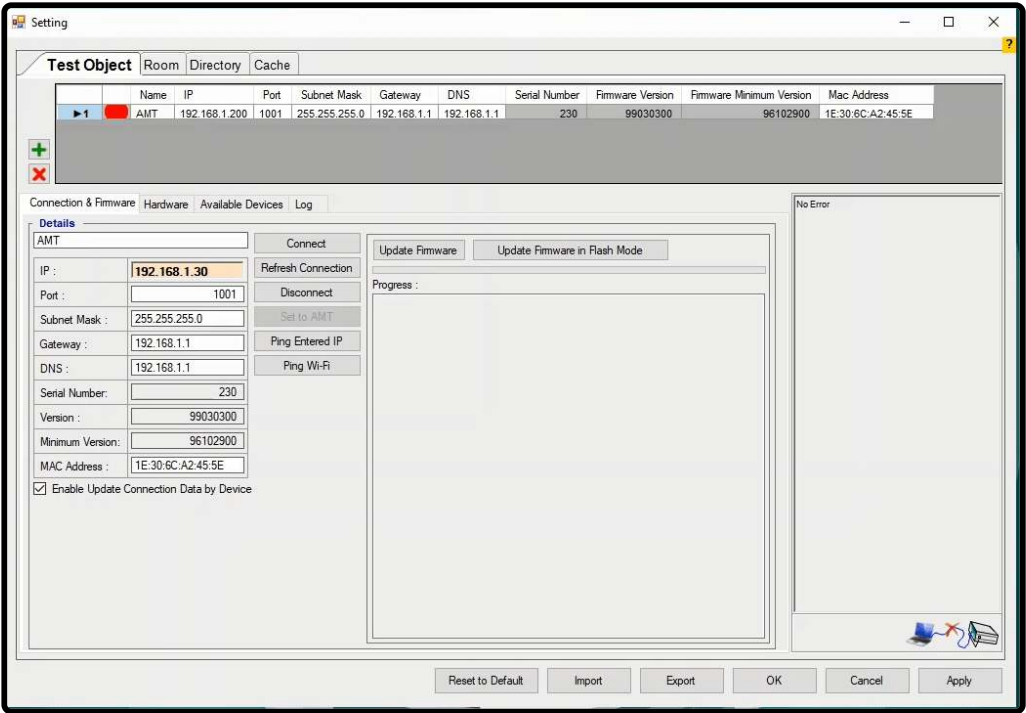 Setting
?
Test Object Room Directory Cache
Name IP Port Subnet Mask Gateway DNS Serial Number Firmware Version Firmware Minimum Version Mac Address
►1 AMT 192.168.1.200 1001 255.255.255.0 192.168.1.1 192.168.1.1 230 99030300 96102900 1E:30:6C:A2:45:5E
Connection & Firmware Hardware Available Devices Log
No Error
Details
AMT
Connect
Update Firmware Update Firmware in Flash Mode
IP : 192.168.1.30
Refresh Connection
Progress :
Port : 1001
Disconnect
Subnet Mask : 255.255.255.0
Set to AMT
Gateway : 192.168.1.1
Ping Entered IP
DNS : 192.168.1.1
Ping Wi-Fi
Serial Number: 230
Version : 99030300
Minimum Version: 96102900
MAC Address : 1E:30:6C:A2:45:5E
Enable Update Connection Data by Device
Reset to Default Import Export OK Cancel Apply